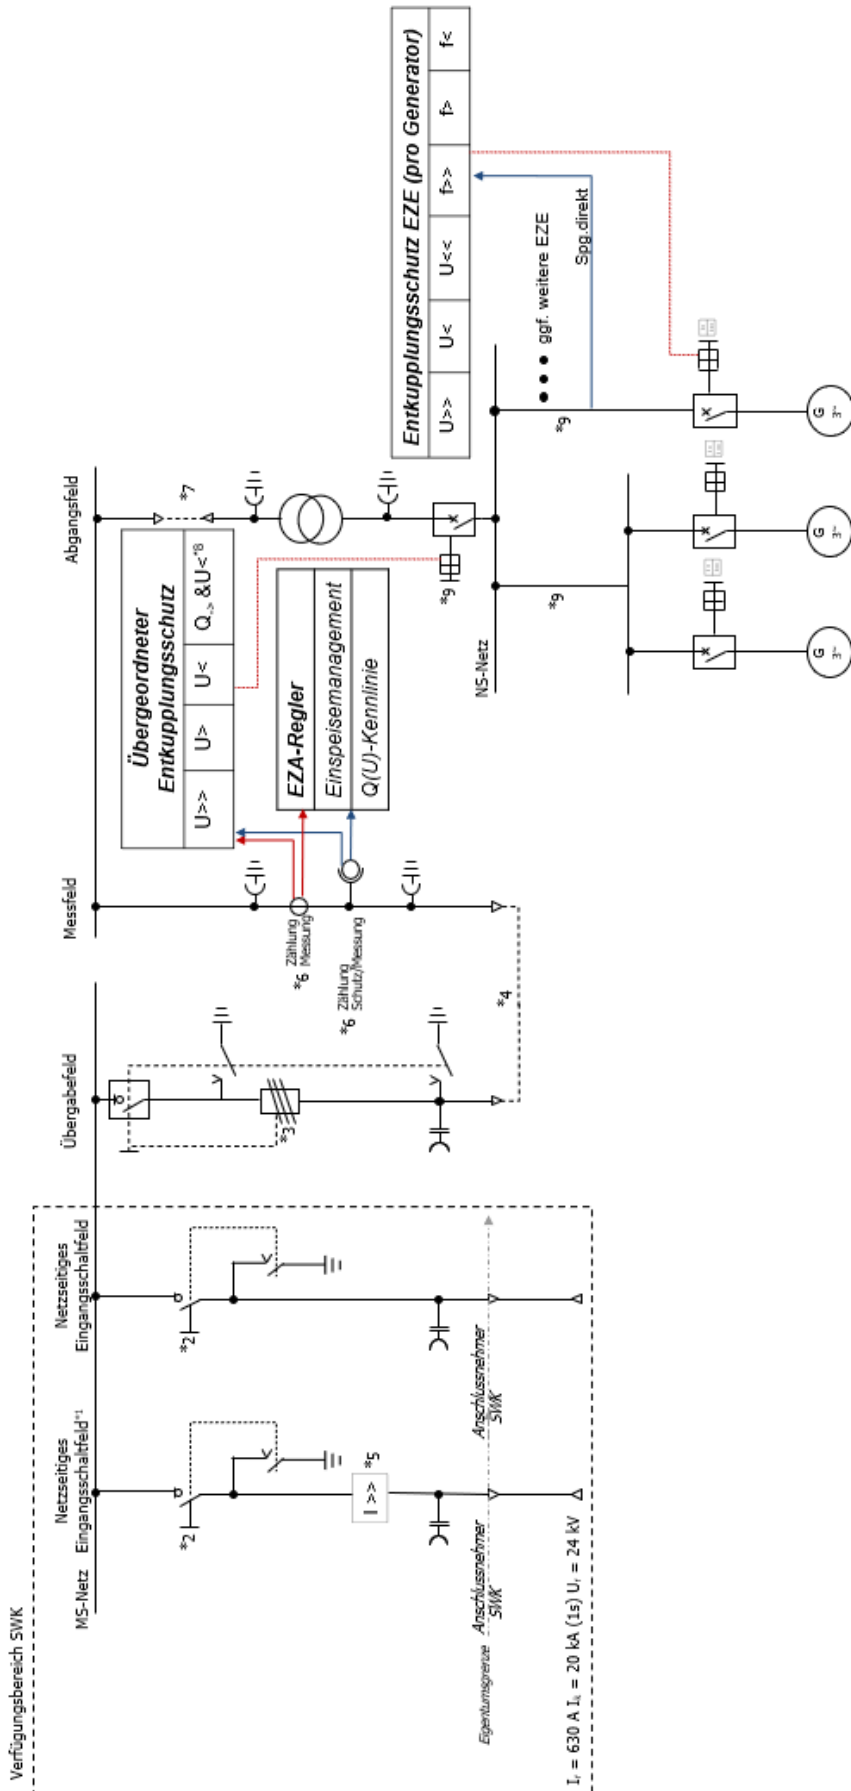 Verfügungsbereich SWK
MS-Netz
Netzseitiges
Eingangsschaltfeld*1
*2
I >>
*5
Eigentumsgrenze
Anschlussnehmer
SWK
Netzseitiges
Eingangsschaltfeld
*2
Anschlussnehmer
SWK
Iᵣ = 630 A Iₖ = 20 kA (1s) Uᵣ = 24 kV
Übergabefeld
*3
*4
Messfeld
*6 Zählung
Messung
*6 Zählung
Schutz/Messung
Übergeordneter
Entkupplungsschutz
U>> U> U< Q-> &U<*8
EZA-Regler
Einspeisemanagement
Q(U)-Kennlinie
Abgangsfeld
*7
*9
NS-Netz
*9
*9
Entkupplungsschutz EZE (pro Generator)
U>> U< U<< f>> f> f<
ggf. weitere EZE
Spg.direkt
G
3~
G
3~
G
3~